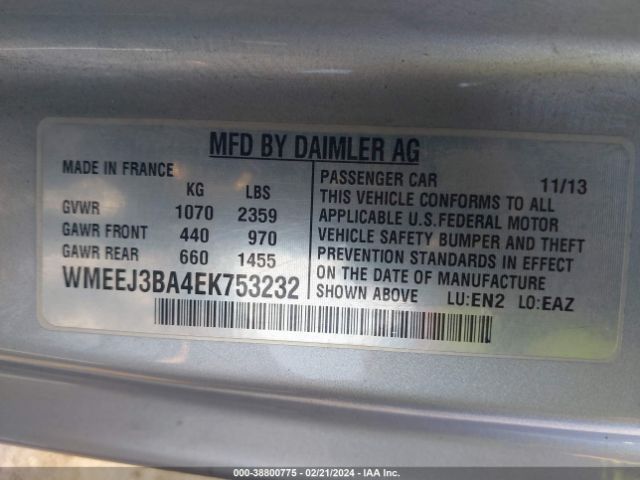 MFD BY DAIMLER AG
MADE IN FRANCE
KG LBS
GVWR 1070 2359
GAWR FRONT 440 970
GAWR REAR 660 1455
WMEEJ3BA4EK753232
PASSENGER CAR 11/13
THIS VEHICLE CONFORMS TO ALL
APPLICABLE U.S.FEDERAL MOTOR
VEHICLE SAFETY BUMPER AND THEFT
PREVENTION STANDARDS IN EFFECT
ON THE DATE OF MANUFACTURE
SHOWN ABOVE LU:EN2 LO:EAZ
000-38800775 - 02/21/2024 - IAA Inc.